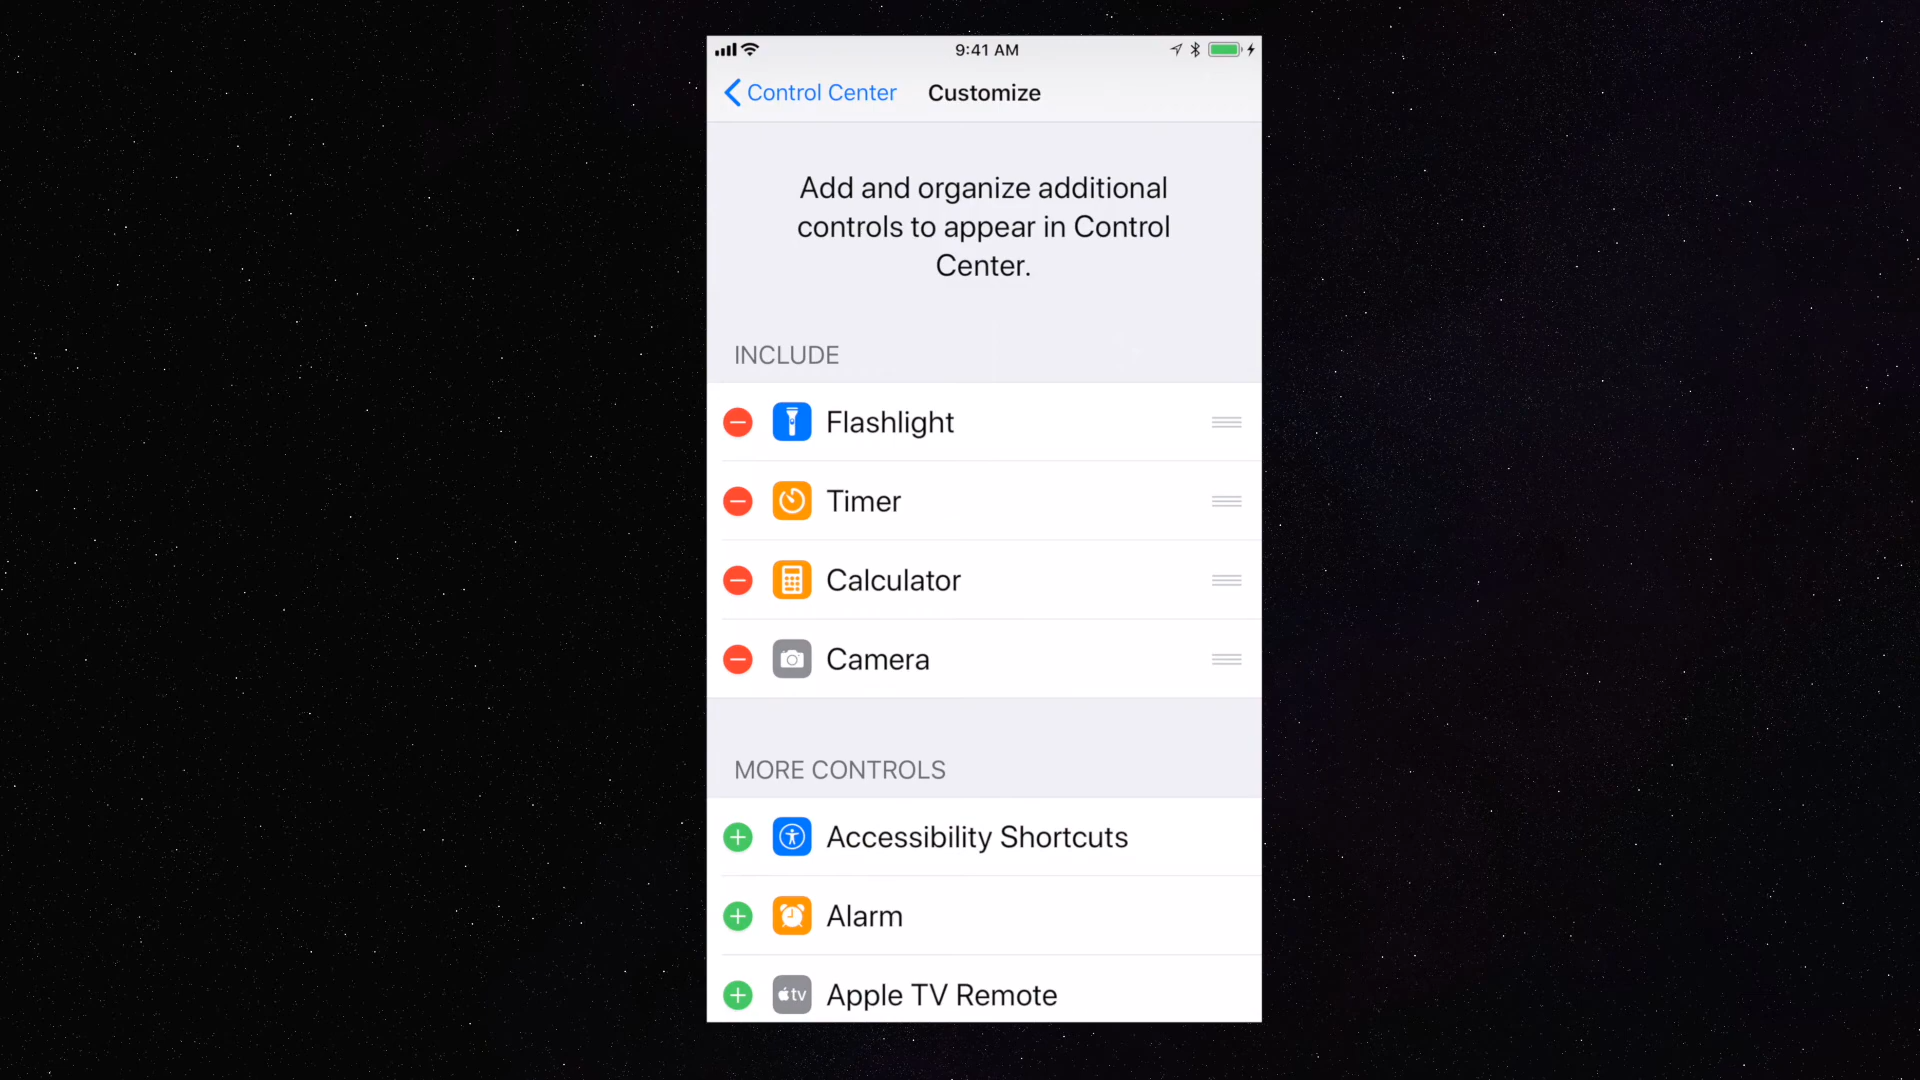 9:41 AM
Control Center Customize
Add and organize additional
controls to appear in Control
Center.
INCLUDE
Flashlight
Timer
Calculator
Camera
MORE CONTROLS
Accessibility Shortcuts
Alarm
tv Apple TV Remote